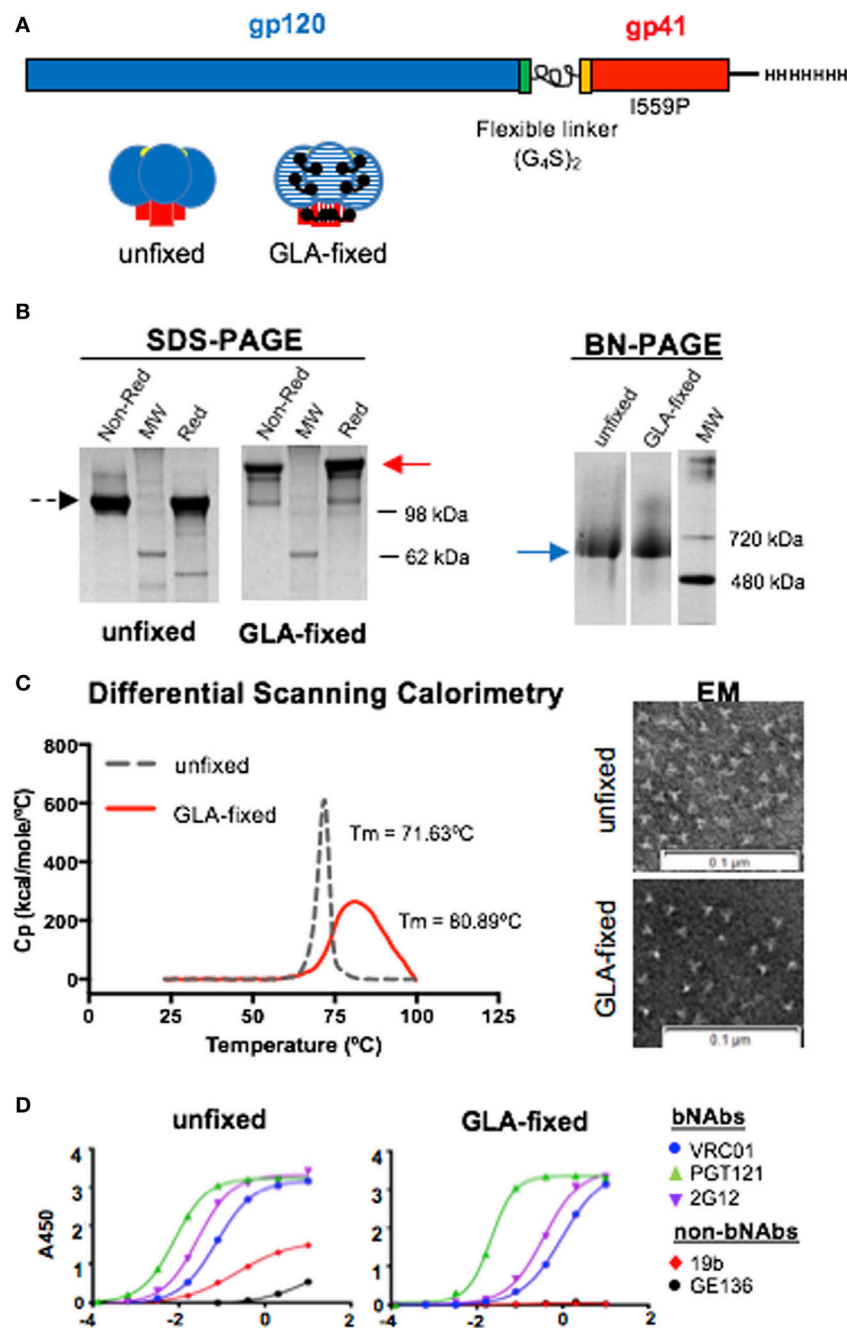 A
gp120
gp41
HHHHHHH
I559P
Flexible linker
(G₄S)₂
unfixed
GLA-fixed
B
SDS-PAGE
BN-PAGE
Non-Red
MW
Red
Non-Red
MW
Red
unfixed
GLA-fixed
MW
98 kDa
62 kDa
720 kDa
480 kDa
unfixed
GLA-fixed
C
Differential Scanning Calorimetry
EM
800
600
400
200
0
Cp (kcal/mole/ºC)
unfixed
GLA-fixed
Tm = 71.63ºC
Tm = 80.89ºC
0 25 50 75 100 125
Temperature (ºC)
unfixed
0.1 µm
GLA-fixed
0.1 µm
D
unfixed
GLA-fixed
A450
4
3
2
1
0
-4 -2 0 2
4
3
2
1
0
-4 -2 0 2
bNAbs
VRC01
PGT121
2G12
non-bNAbs
19b
GE136